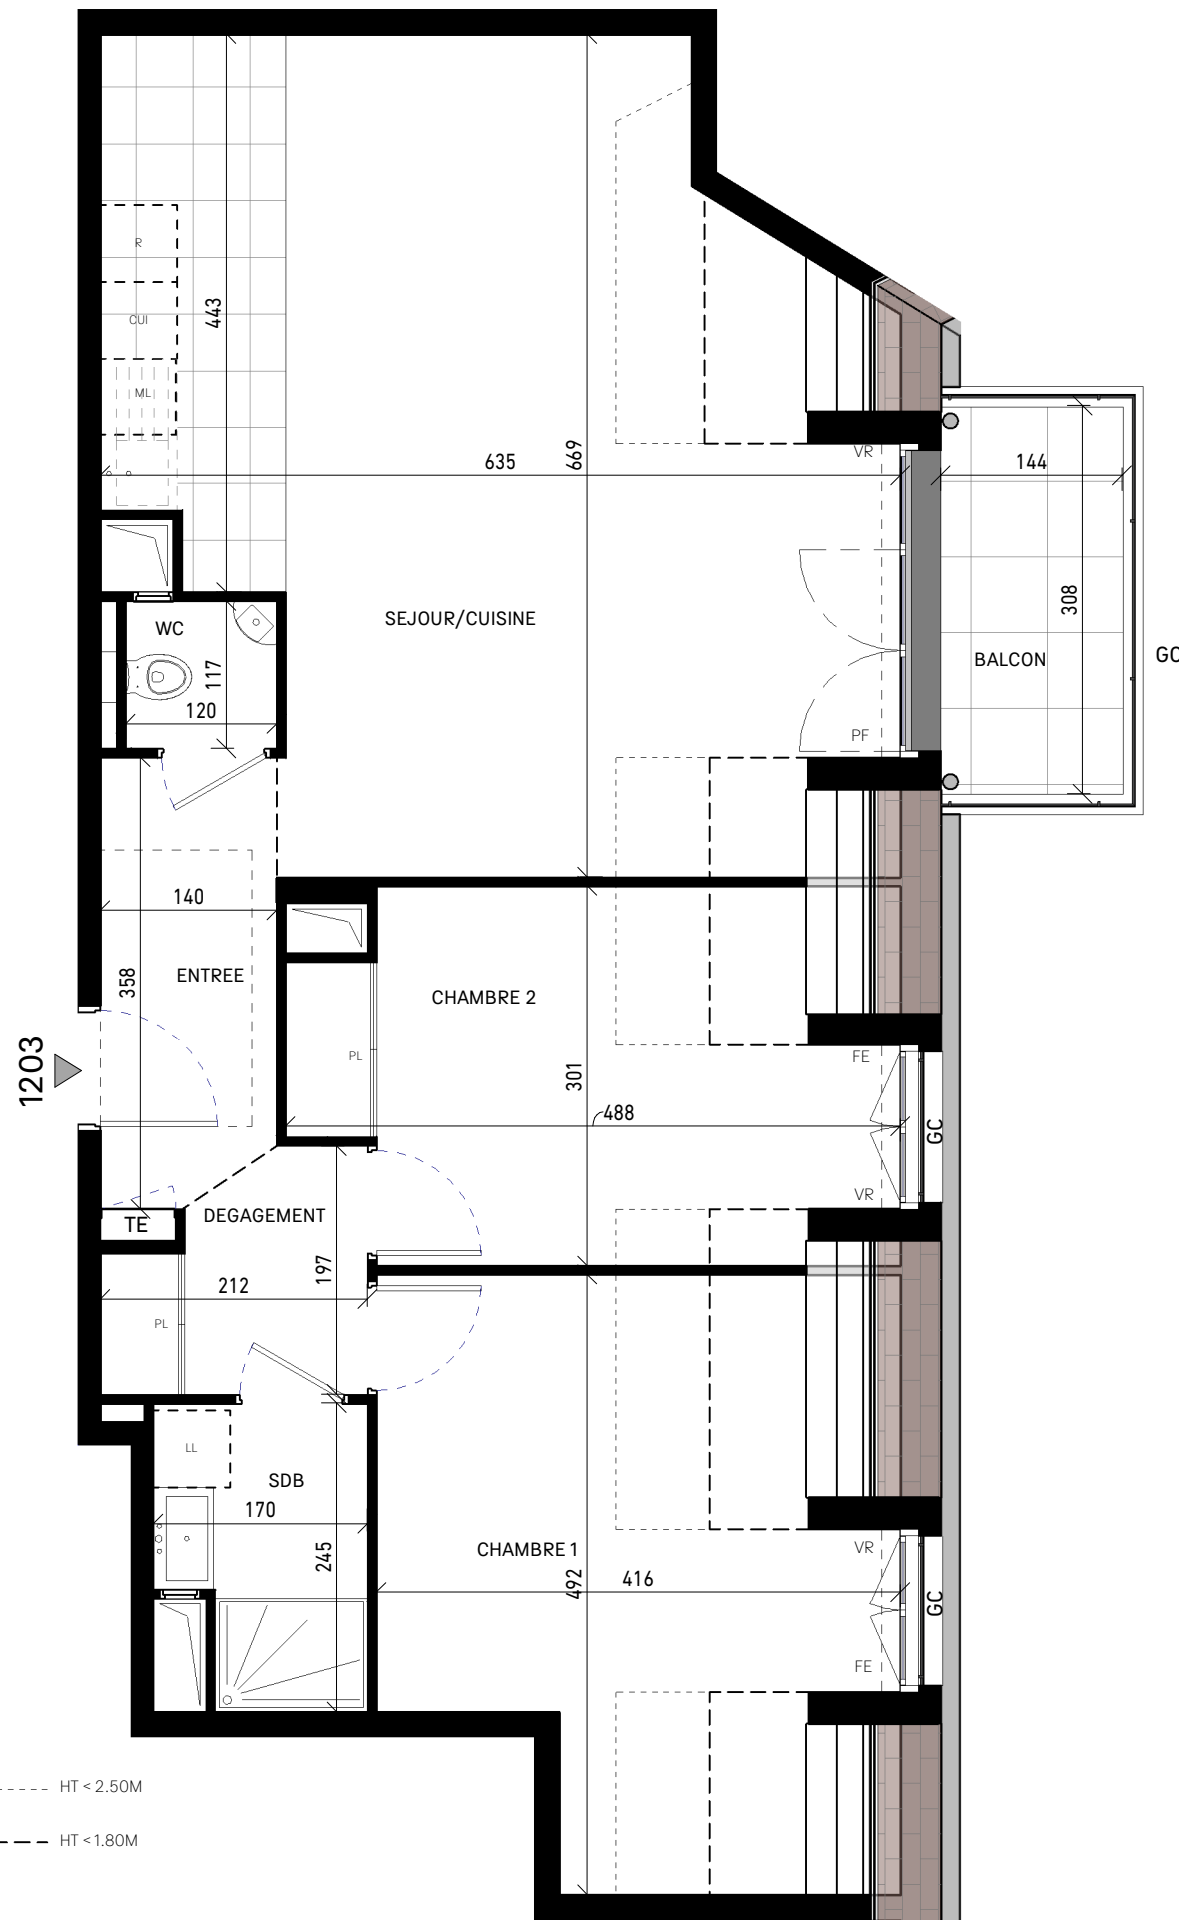 R
CUI
443
ML
VR
635
669
144
308
SEJOUR/CUISINE
WC
117
BALCON
GC
120
PF
140
358
ENTREE
CHAMBRE 2
1203
PL
FE
301
488
GC
VR
TE
DEGAGEMENT
197
212
PL
LL
SDB
170
245
CHAMBRE 1
VR
492
416
GC
FE
HT < 2.50M
HT < 1.80M